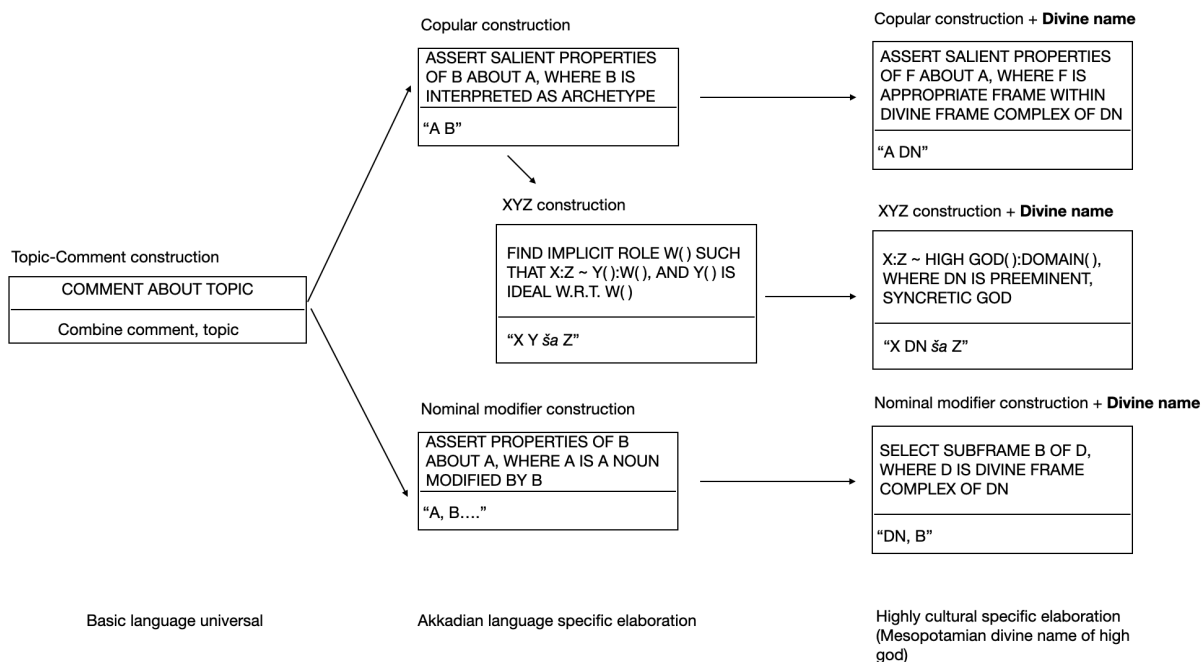 Topic-Comment construction
COMMENT ABOUT TOPIC
Combine comment, topic
Basic language universal
Copular construction
ASSERT SALIENT PROPERTIES
OF B ABOUT A, WHERE B IS
INTERPRETED AS ARCHETYPE
“A B”
XYZ construction
FIND IMPLICIT ROLE W( ) SUCH
THAT X:Z ~ Y( ):W( ), AND Y( ) IS
IDEAL W.R.T. W( )
“X Y ša Z”
Nominal modifier construction
ASSERT PROPERTIES OF B
ABOUT A, WHERE A IS A NOUN
MODIFIED BY B
“A, B….”
Akkadian language specific elaboration
Copular construction + Divine name
ASSERT SALIENT PROPERTIES
OF F ABOUT A, WHERE F IS
APPROPRIATE FRAME WITHIN
DIVINE FRAME COMPLEX OF DN
“A DN”
XYZ construction + Divine name
X:Z ~ HIGH GOD( ):DOMAIN( ),
WHERE DN IS PREEMINENT,
SYNCRETIC GOD
“X DN ša Z”
Nominal modifier construction + Divine name
SELECT SUBFRAME B OF D,
WHERE D IS DIVINE FRAME
COMPLEX OF DN
“DN, B”
Highly cultural specific elaboration
(Mesopotamian divine name of high
god)